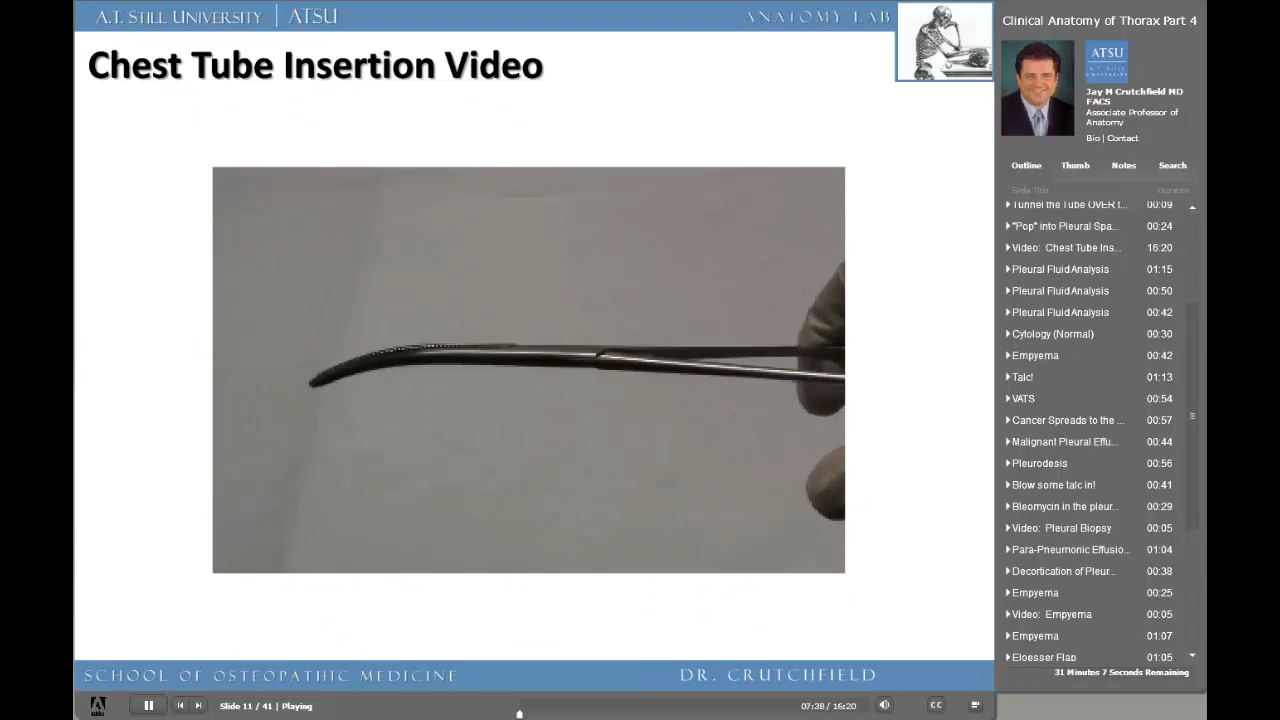 A.T. STILL UNIVERSITY | ATSU
ANATOMY LAB
Chest Tube Insertion Video
SCHOOL OF OSTEOPATHIC MEDICINE
DR. CRUTCHFIELD
Slide 11 / 41 | Playing
07:38 / 16:20
CC
Clinical Anatomy of Thorax Part 4
ATSU
A.T. STILL
UNIVERSITY
Jay M Crutchfield MD
FACS
Associate Professor of
Anatomy
Bio | Contact
Outline Thumb Notes Search
Slide Title Duration
Tunnel the Tube OVER t... 00:09
"Pop" into Pleural Spa... 00:24
Video: Chest Tube Ins... 16:20
Pleural Fluid Analysis 01:15
Pleural Fluid Analysis 00:50
Pleural Fluid Analysis 00:42
Cytology (Normal) 00:30
Empyema 00:42
Talc! 01:13
VATS 00:54
Cancer Spreads to the ... 00:57
Malignant Pleural Effu... 00:44
Pleurodesis 00:56
Blow some talc in! 00:41
Bleomycin in the pleur... 00:29
Video: Pleural Biopsy 00:05
Para-Pneumonic Effusio... 01:04
Decortication of Pleur... 00:38
Empyema 00:25
Video: Empyema 00:05
Empyema 01:07
Eloesser Flap 01:05
31 Minutes 7 Seconds Remaining